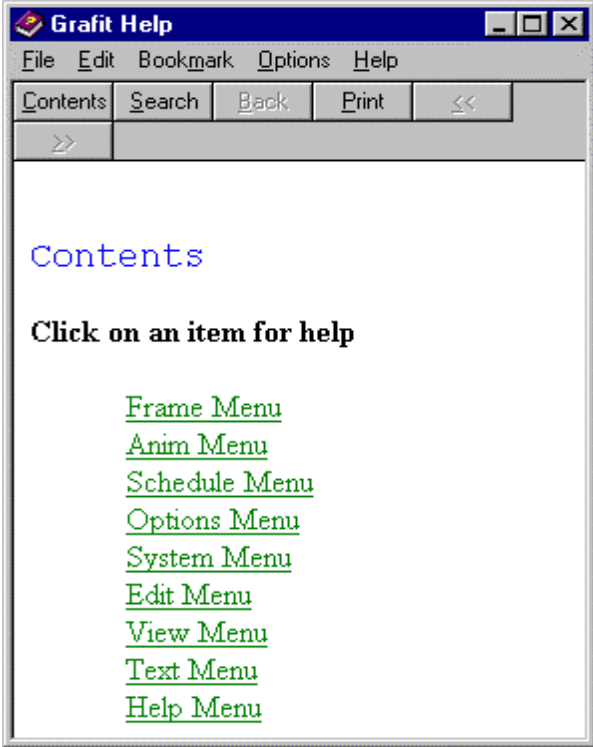 Grafit Help
File Edit Bookmark Options Help
Contents Search Back Print <<
>>
Contents
Click on an item for help
Frame Menu
Anim Menu
Schedule Menu
Options Menu
System Menu
Edit Menu
View Menu
Text Menu
Help Menu